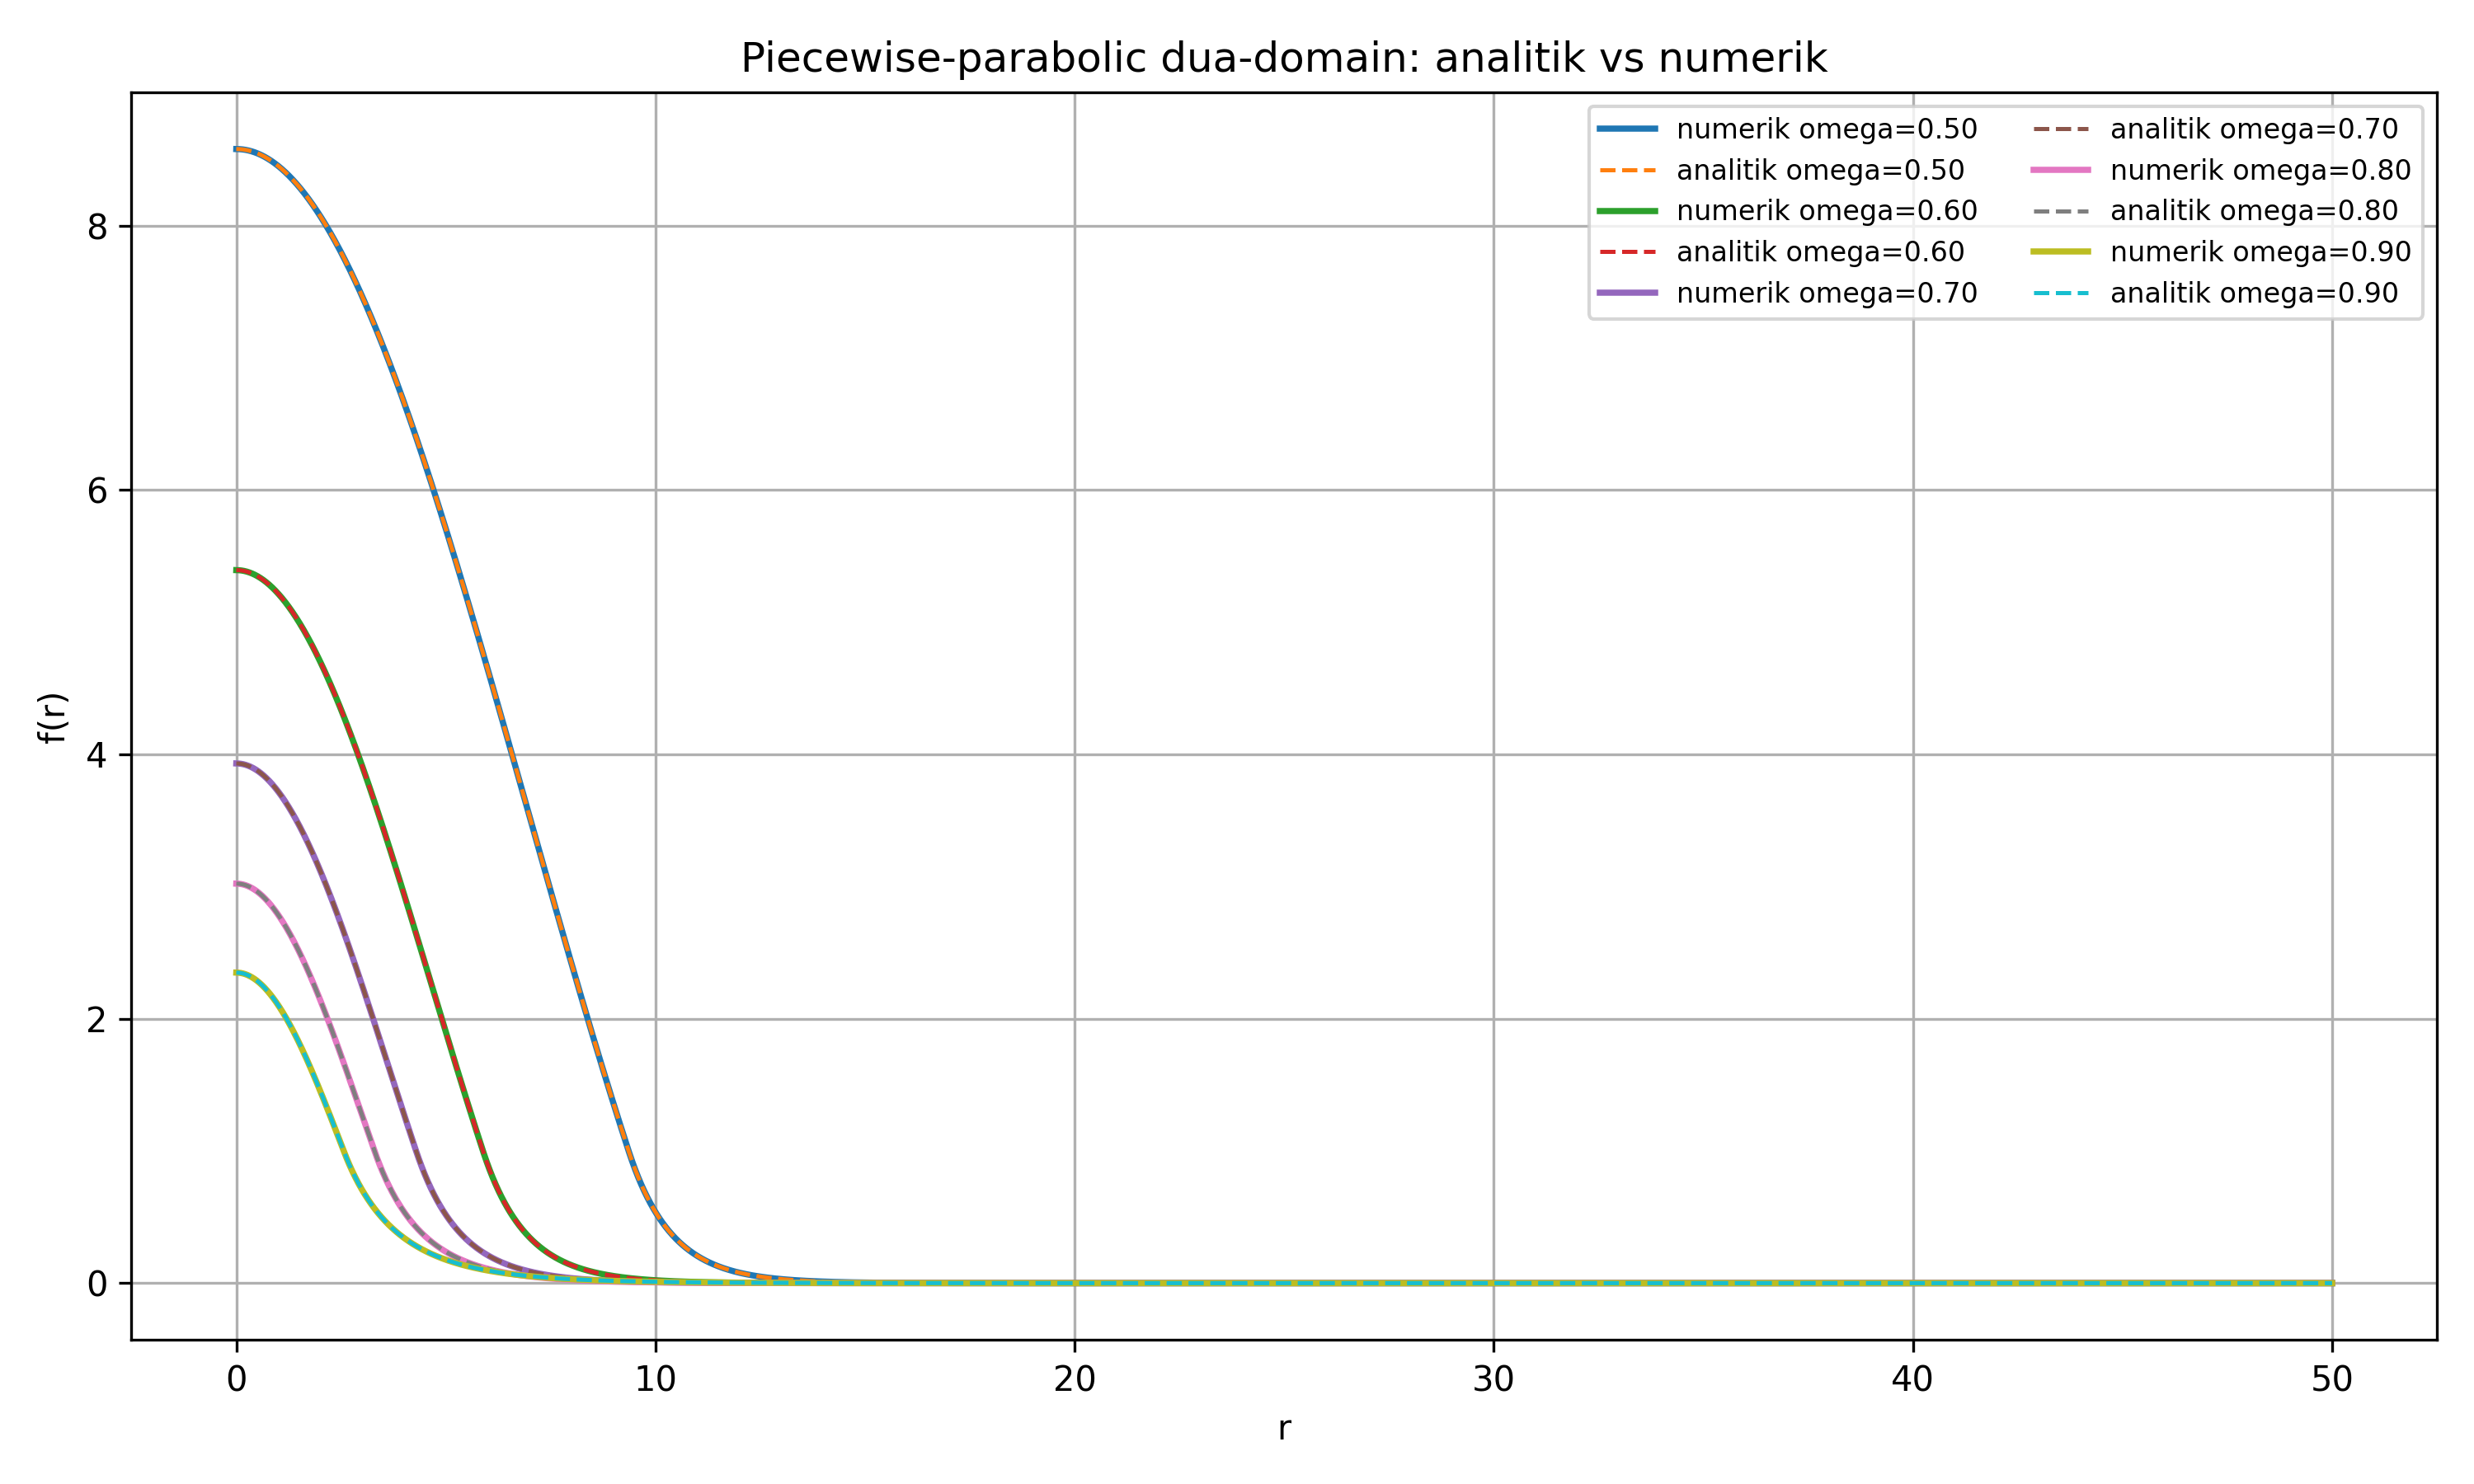 Piecewise-parabolic dua-domain: analitik vs numerik
numerik omega=0.50
analitik omega=0.50
numerik omega=0.60
analitik omega=0.60
numerik omega=0.70
analitik omega=0.70
numerik omega=0.80
analitik omega=0.80
numerik omega=0.90
analitik omega=0.90
f(r)
8
6
4
2
0
0 10 20 30 40 50
r